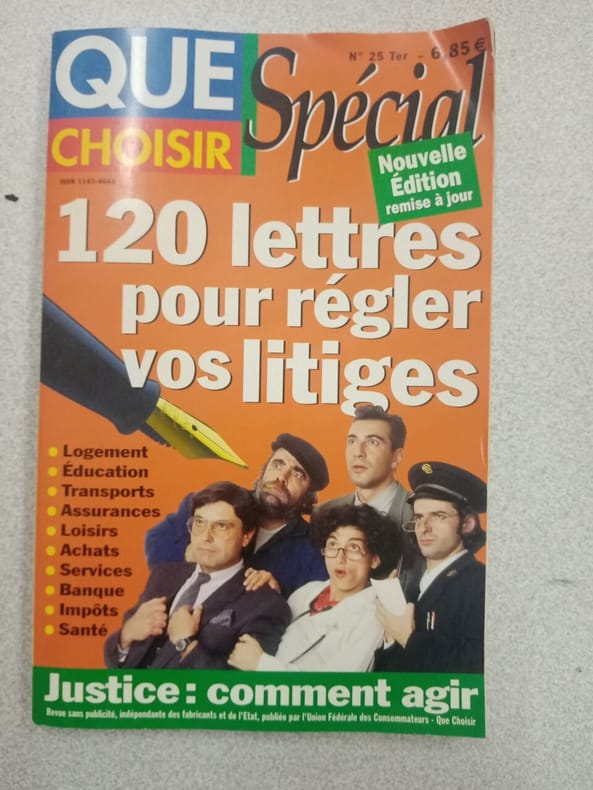 N° 25 Ter - 6,85 €
QUE
CHOISIR
Spécial
ISSN 1145-4643
Nouvelle
Édition
remise à jour
120 lettres
pour régler
vos litiges
Logement
Éducation
Transports
Assurances
Loisirs
Achats
Services
Banque
Impôts
Santé
Justice : comment agir
Revue sans publicité, indépendante des fabricants et de l'Etat, publiée par l'Union Fédérale des Consommateurs - Que Choisir